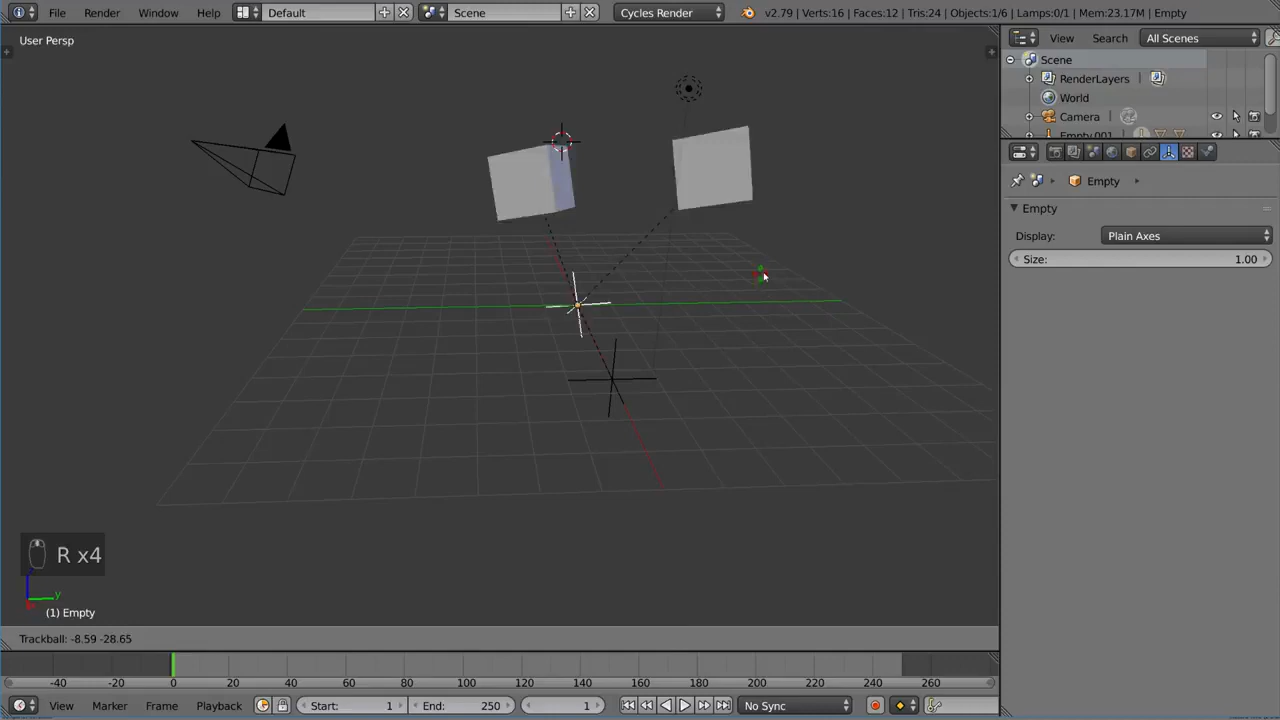 File Render Window Help Default Scene Cycles Render v2.79 | Verts:16 | Faces:12 | Tris:24 | Objects:1/6 | Lamps:0/1 | Mem:23.17M | Empty
User Persp
View Search All Scenes
Scene
RenderLayers
World
Camera
Empty.001
Empty
Empty
Display: Plain Axes
Size: 1.00
R x4
y
(1) Empty
Trackball: -8.59 -28.65
-40 -20 0 20 40 60 80 100 120 140 160 180 200 220 240 260
View Marker Frame Playback Start: 1 End: 250 1 No Sync